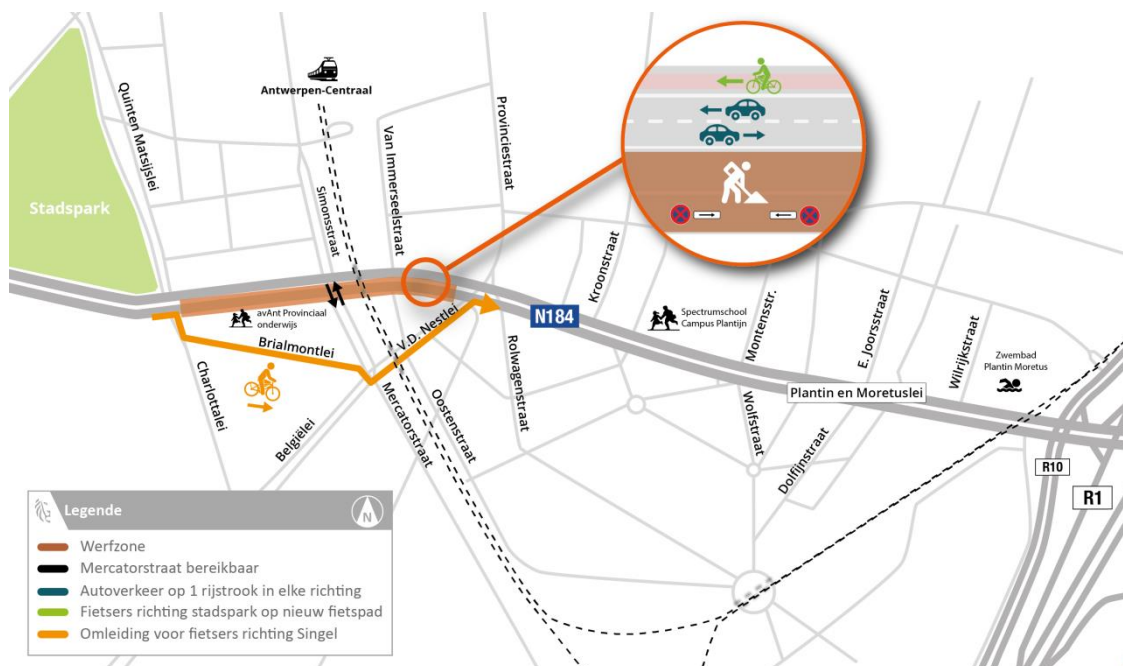 Stadspark
Quinten Matsijslei
Antwerpen-Centraal
Simonsstraat
Van Immerseelstraat
Provinciestraat
Kroonstraat
avAnt Provinciaal
onderwijs
Brialmontlei
V.D. Nestlei
N184
Spectrumschool
Campus Plantijn
Montensstr.
E. Joorsstraat
Wilrijkstraat
Zwembad
Plantin Moretus
Plantin en Moretuslei
Charlottalei
Belgiëlei
Mercatorstraat
Oostenstraat
Rolwagenstraat
Wolfstraat
Dolfijnstraat
R10
R1
Legende
N
Werfzone
Mercatorstraat bereikbaar
Autoverkeer op 1 rijstrook in elke richting
Fietsers richting stadspark op nieuw fietspad
Omleiding voor fietsers richting Singel